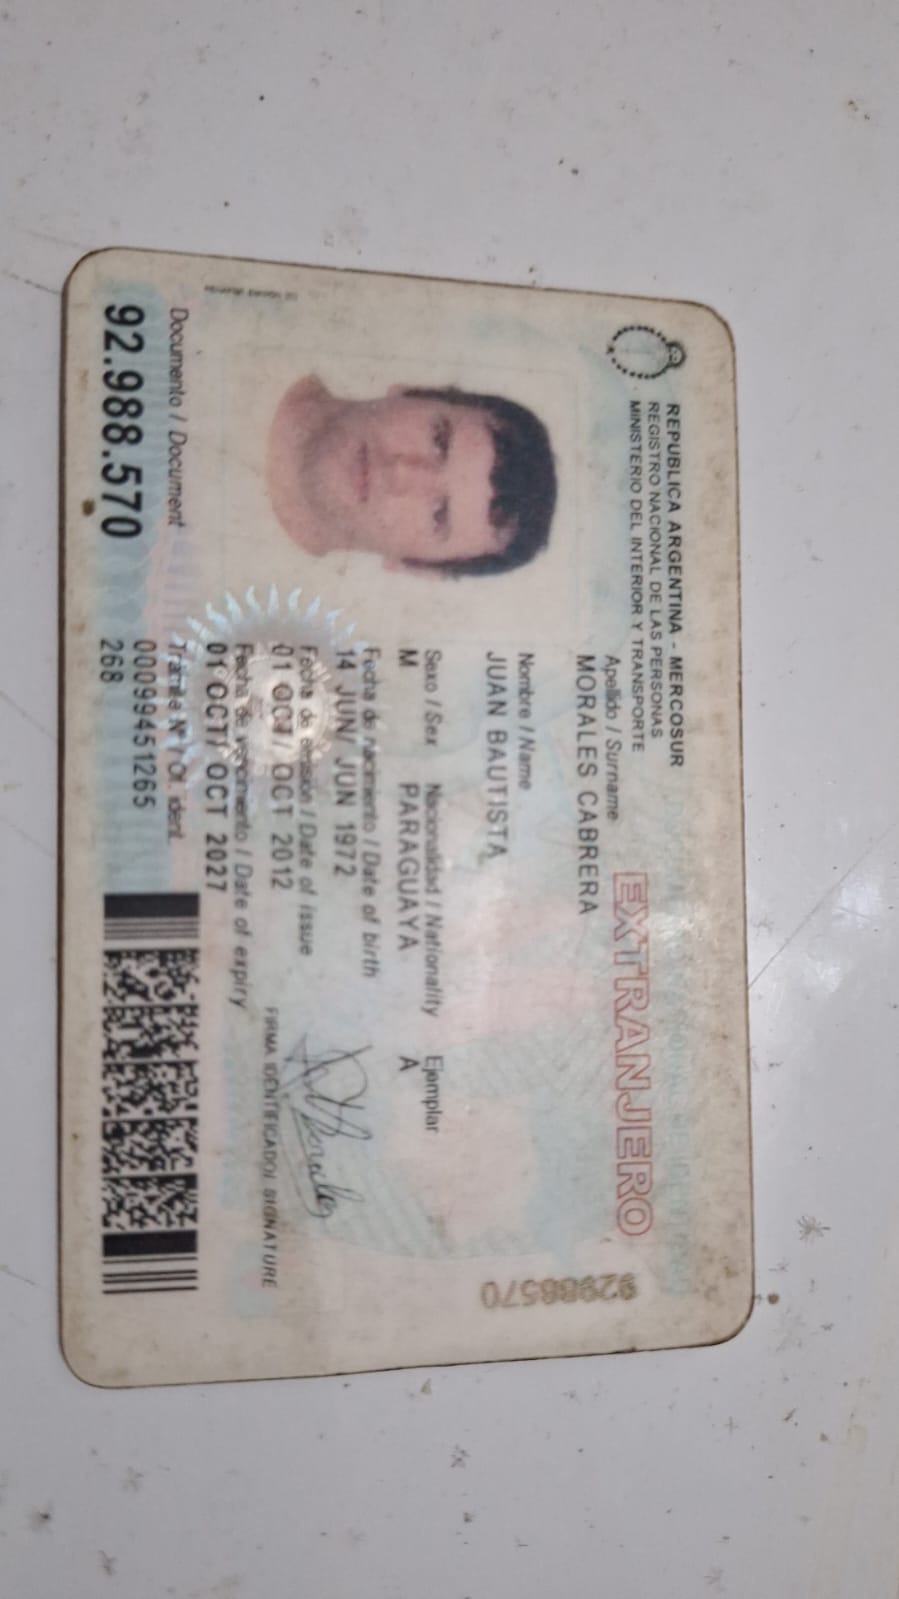 REPUBLICA ARGENTINA - MERCOSUR
REGISTRO NACIONAL DE LAS PERSONAS
MINISTERIO DEL INTERIOR Y TRANSPORTE
EXTRANJERO
Apellido / Surname
MORALES CABRERA
Nombre / Name
JUAN BAUTISTA
Sexo / Sex Nacionalidad / Nationality Ejemplar
M PARAGUAYA A
Fecha de nacimiento / Date of birth
14 JUN/ JUN 1972
Fecha de emisión / Date of issue
01 OCT/ OCT 2012
Fecha de vencimiento / Date of expiry
01 OCT/ OCT 2027
FIRMA IDENTIFICADO/ SIGNATURE
Documento / Document
92.988.570
Trámite Nº / Of. ident.
00099451265
268
92988570